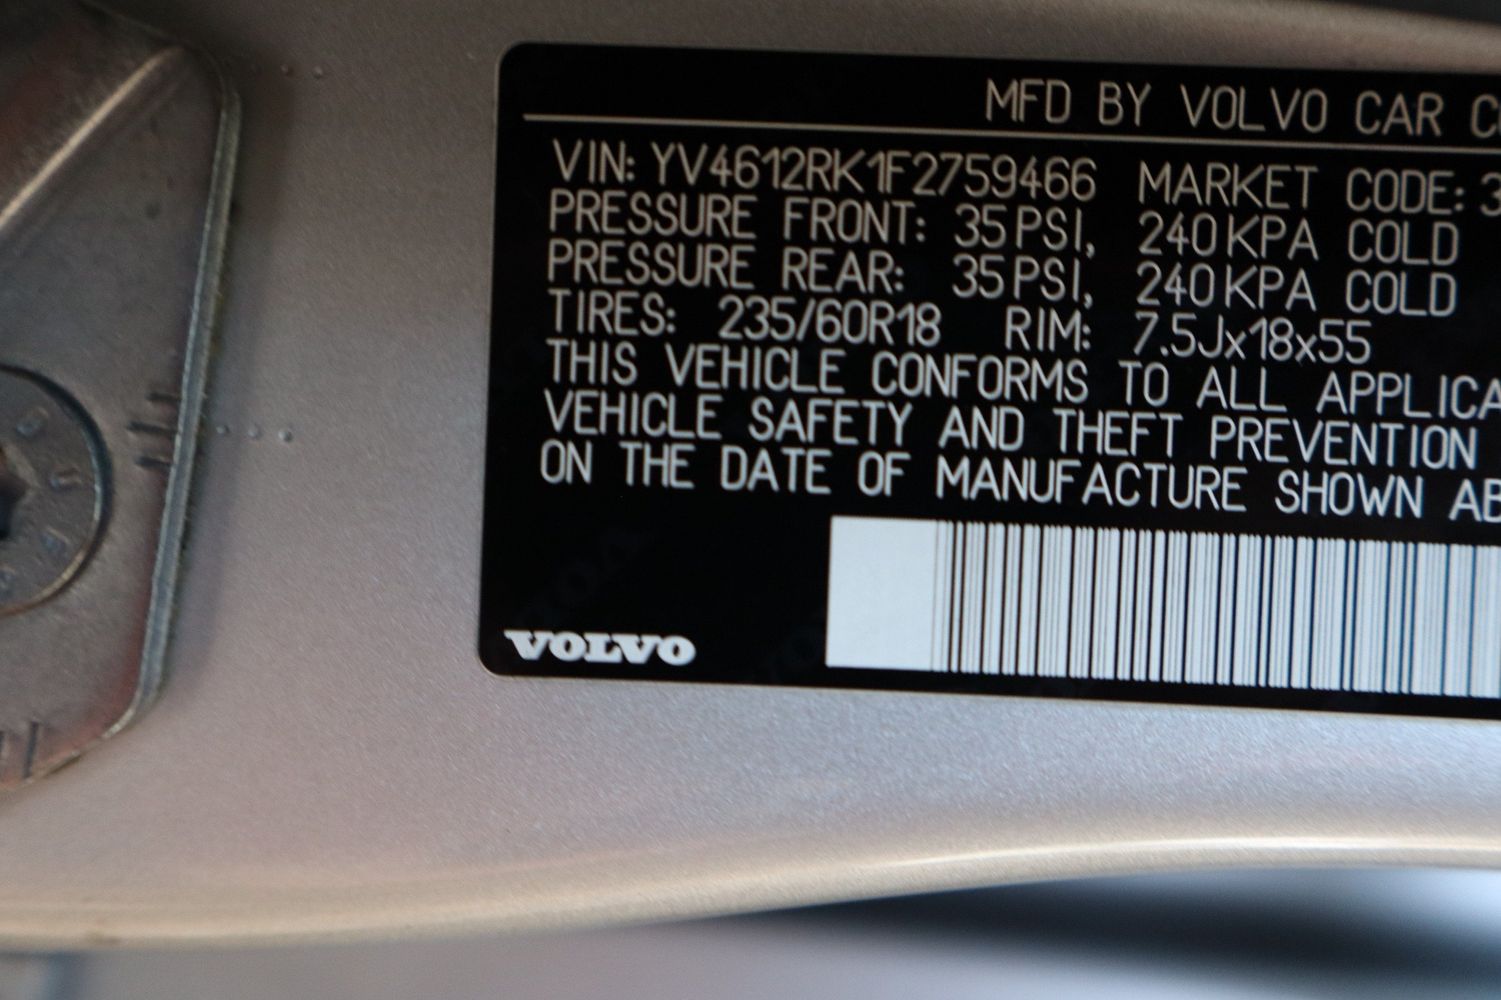 MFD BY VOLVO CAR C
VIN: YV4612RK1F2759466 MARKET CODE: 3
PRESSURE FRONT: 35 PSI, 240 KPA COLD
PRESSURE REAR: 35 PSI, 240 KPA COLD
TIRES: 235/60R18 RIM: 7.5Jx18x55
THIS VEHICLE CONFORMS TO ALL APPLICA
VEHICLE SAFETY AND THEFT PREVENTION
ON THE DATE OF MANUFACTURE SHOWN AB
VOLVO